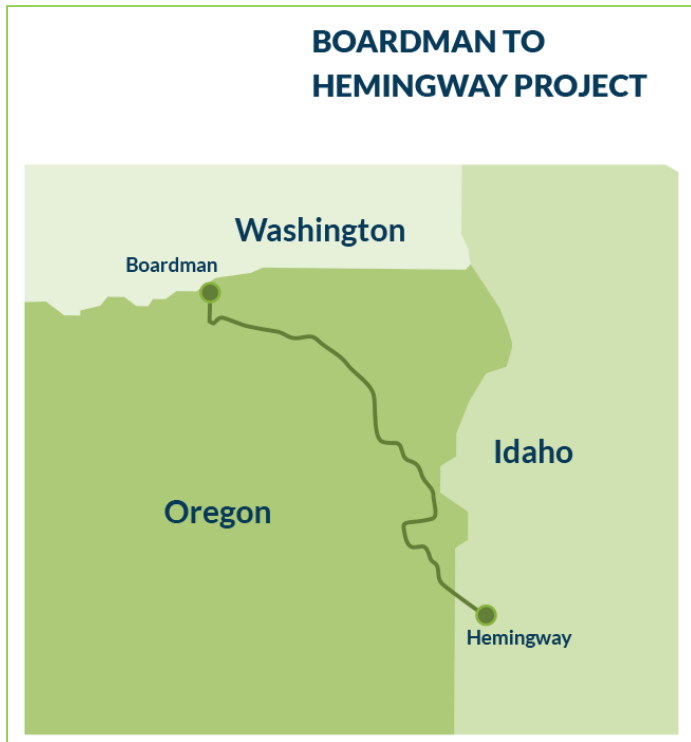 BOARDMAN TO
HEMINGWAY PROJECT
Washington
Boardman
Idaho
Oregon
Hemingway